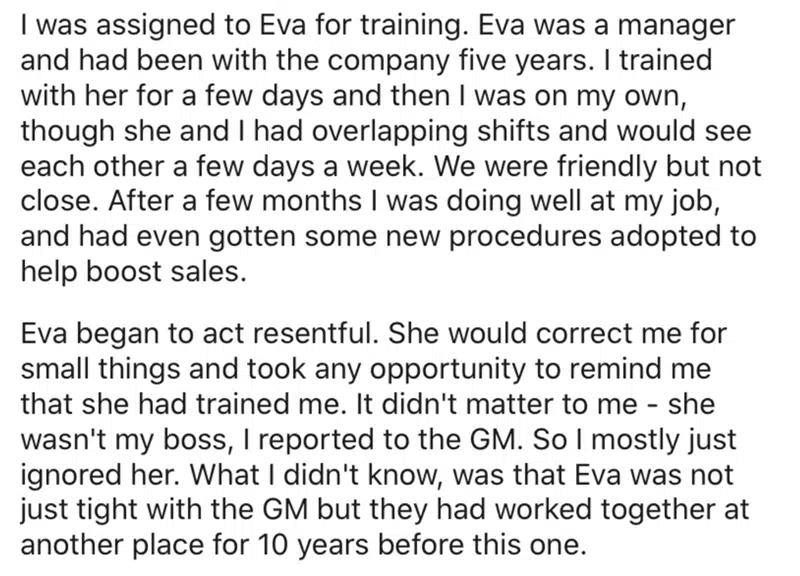 I was assigned to Eva for training. Eva was a manager
and had been with the company five years. I trained
with her for a few days and then I was on my own,
though she and I had overlapping shifts and would see
each other a few days a week. We were friendly but not
close. After a few months I was doing well at my job,
and had even gotten some new procedures adopted to
help boost sales.
Eva began to act resentful. She would correct me for
small things and took any opportunity to remind me
that she had trained me. It didn't matter to me - she
wasn't my boss, I reported to the GM. So I mostly just
ignored her. What I didn't know, was that Eva was not
just tight with the GM but they had worked together at
another place for 10 years before this one.